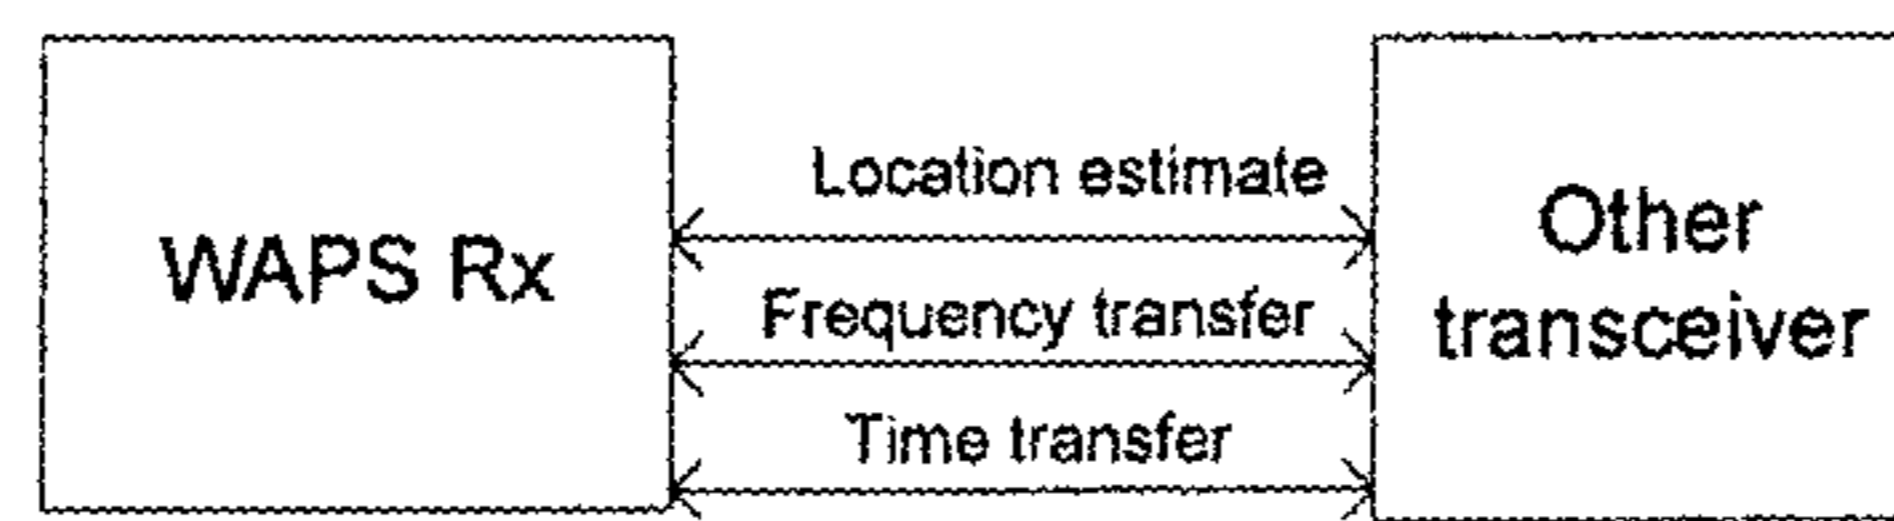 WAPS Rx
Location estimate
Frequency transfer
Time transfer
Other
transceiver